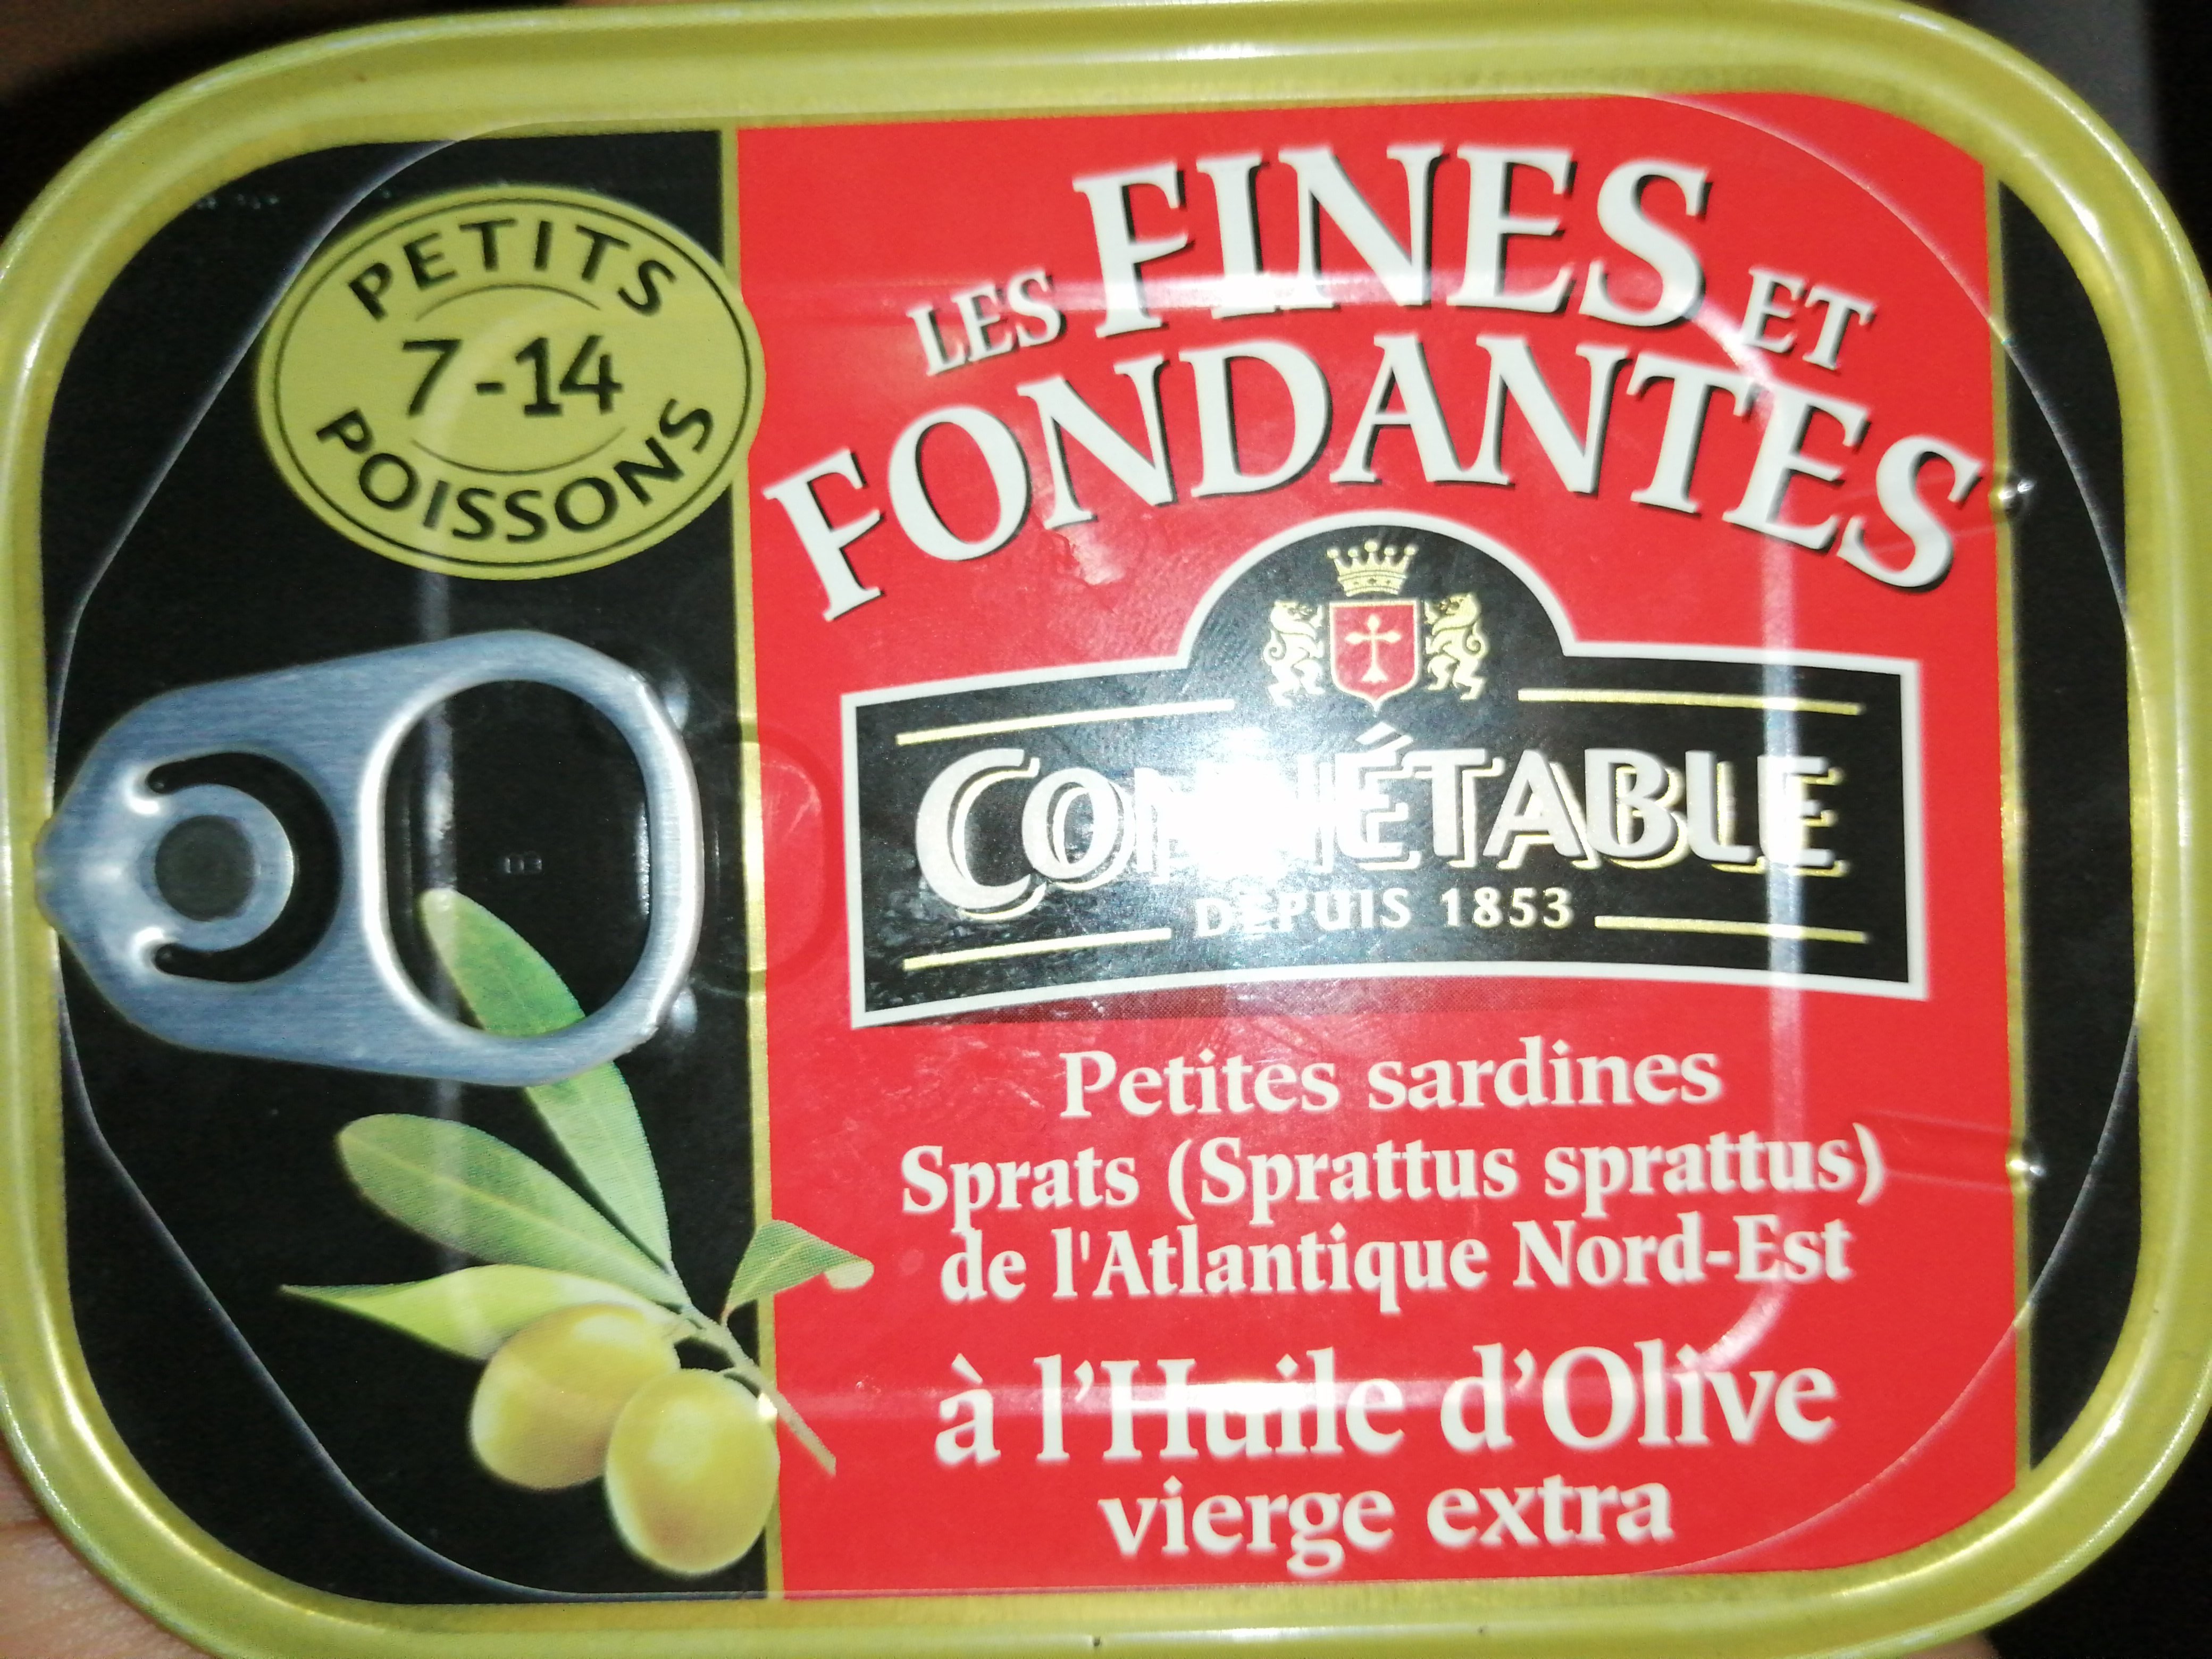 PETITS
7-14
POISSONS
LES FINES ET
FONDANTES
CONNÉTABLE
DEPUIS 1853
Petites sardines
Sprats (Sprattus sprattus)
de l'Atlantique Nord-Est
à l'Huile d'Olive
vierge extra